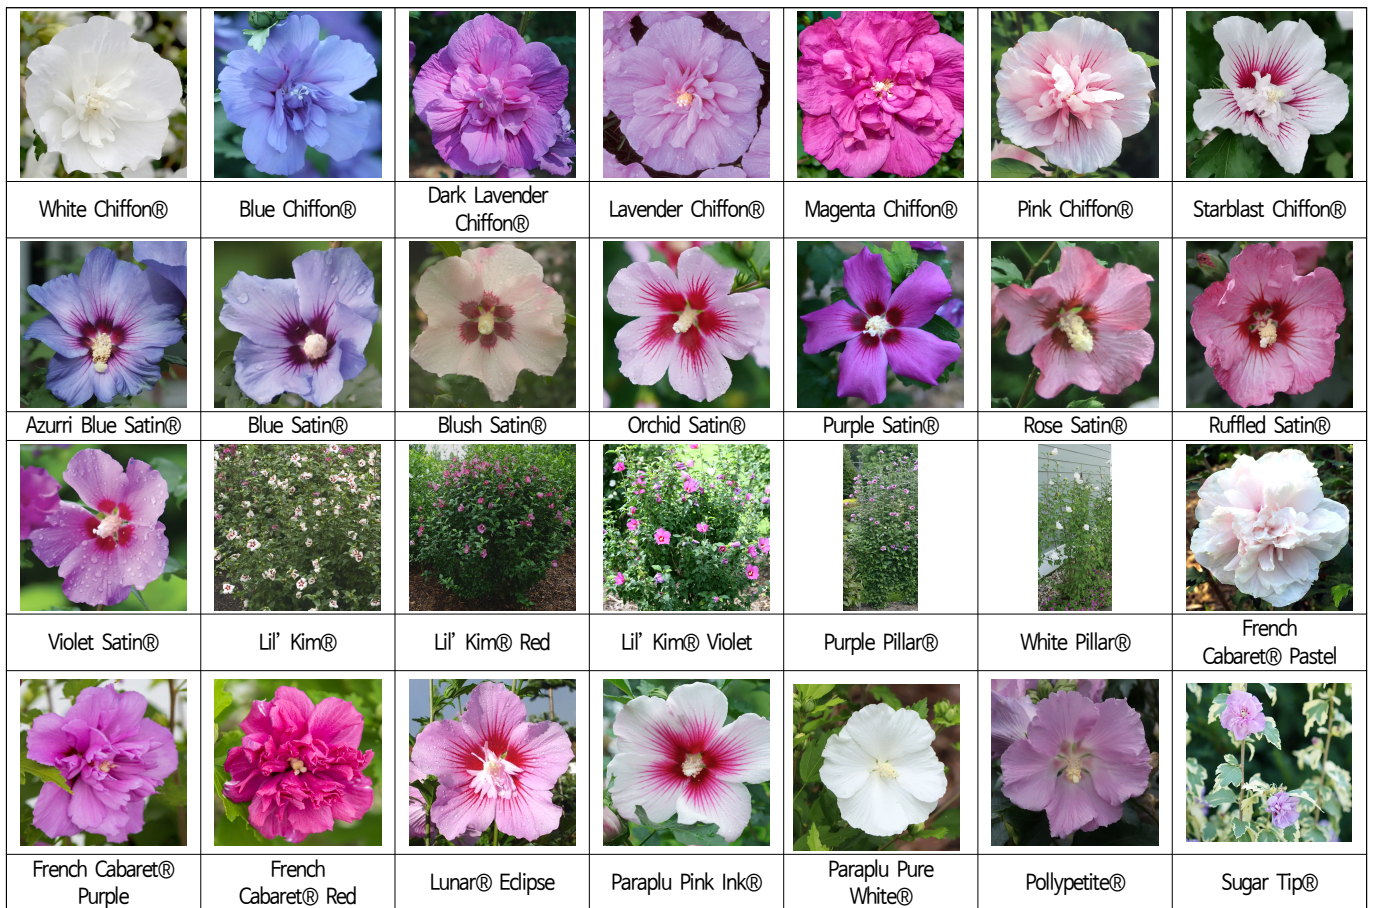 White Chiffon®
Blue Chiffon®
Dark Lavender
Chiffon®
Lavender Chiffon®
Magenta Chiffon®
Pink Chiffon®
Starblast Chiffon®
Azurri Blue Satin®
Blue Satin®
Blush Satin®
Orchid Satin®
Purple Satin®
Rose Satin®
Ruffled Satin®
Violet Satin®
Lil’ Kim®
Lil’ Kim® Red
Lil’ Kim® Violet
Purple Pillar®
White Pillar®
French
Cabaret® Pastel
French Cabaret®
Purple
French
Cabaret® Red
Lunar® Eclipse
Paraplu Pink Ink®
Paraplu Pure
White®
Pollypetite®
Sugar Tip®